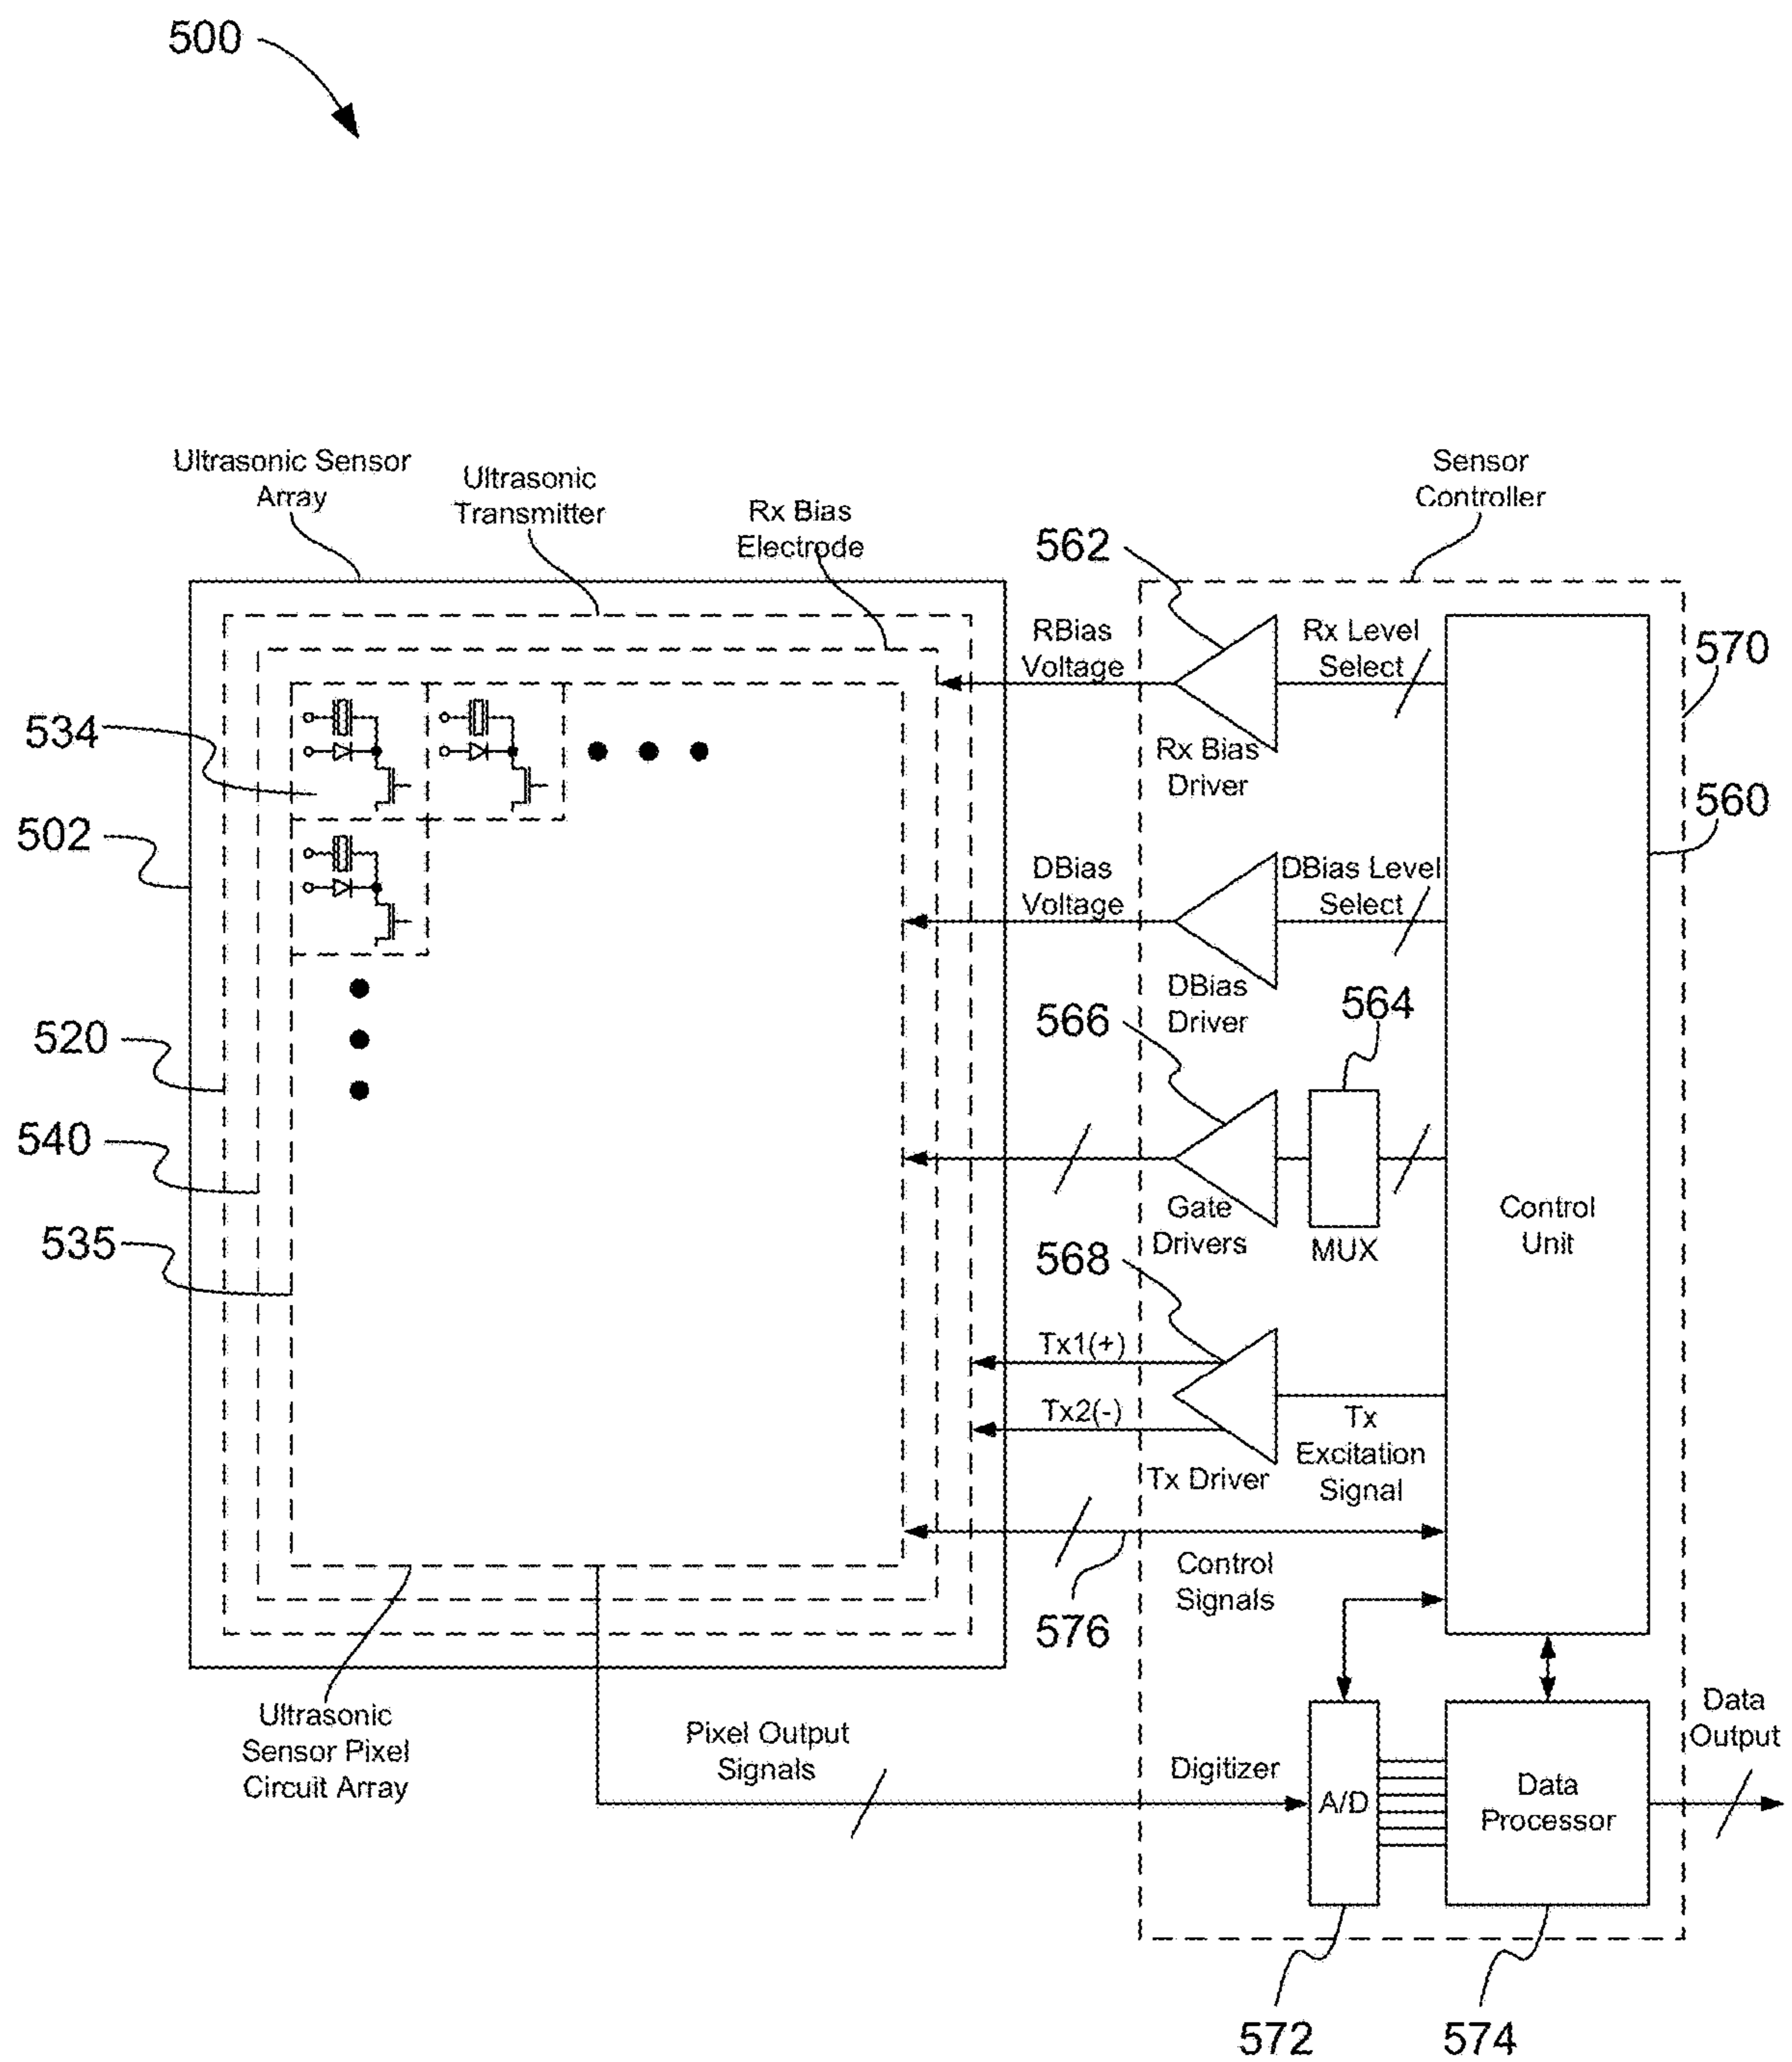 500
Ultrasonic Sensor
Array
Ultrasonic
Transmitter
Rx Bias
Electrode
Sensor
Controller
562
RBias
Voltage
Rx Level
Select
570
534
Rx Bias
Driver
560
502
DBias
Voltage
DBias Level
Select
DBias
Driver
564
566
520
540
Gate
Drivers
MUX
Control
Unit
535
568
Tx1(+)
Tx2(-)
Tx
Excitation
Signal
Tx Driver
Control
Signals
576
Ultrasonic
Sensor Pixel
Circuit Array
Pixel Output
Signals
Digitizer
A/D
Data
Processor
Data
Output
572
574